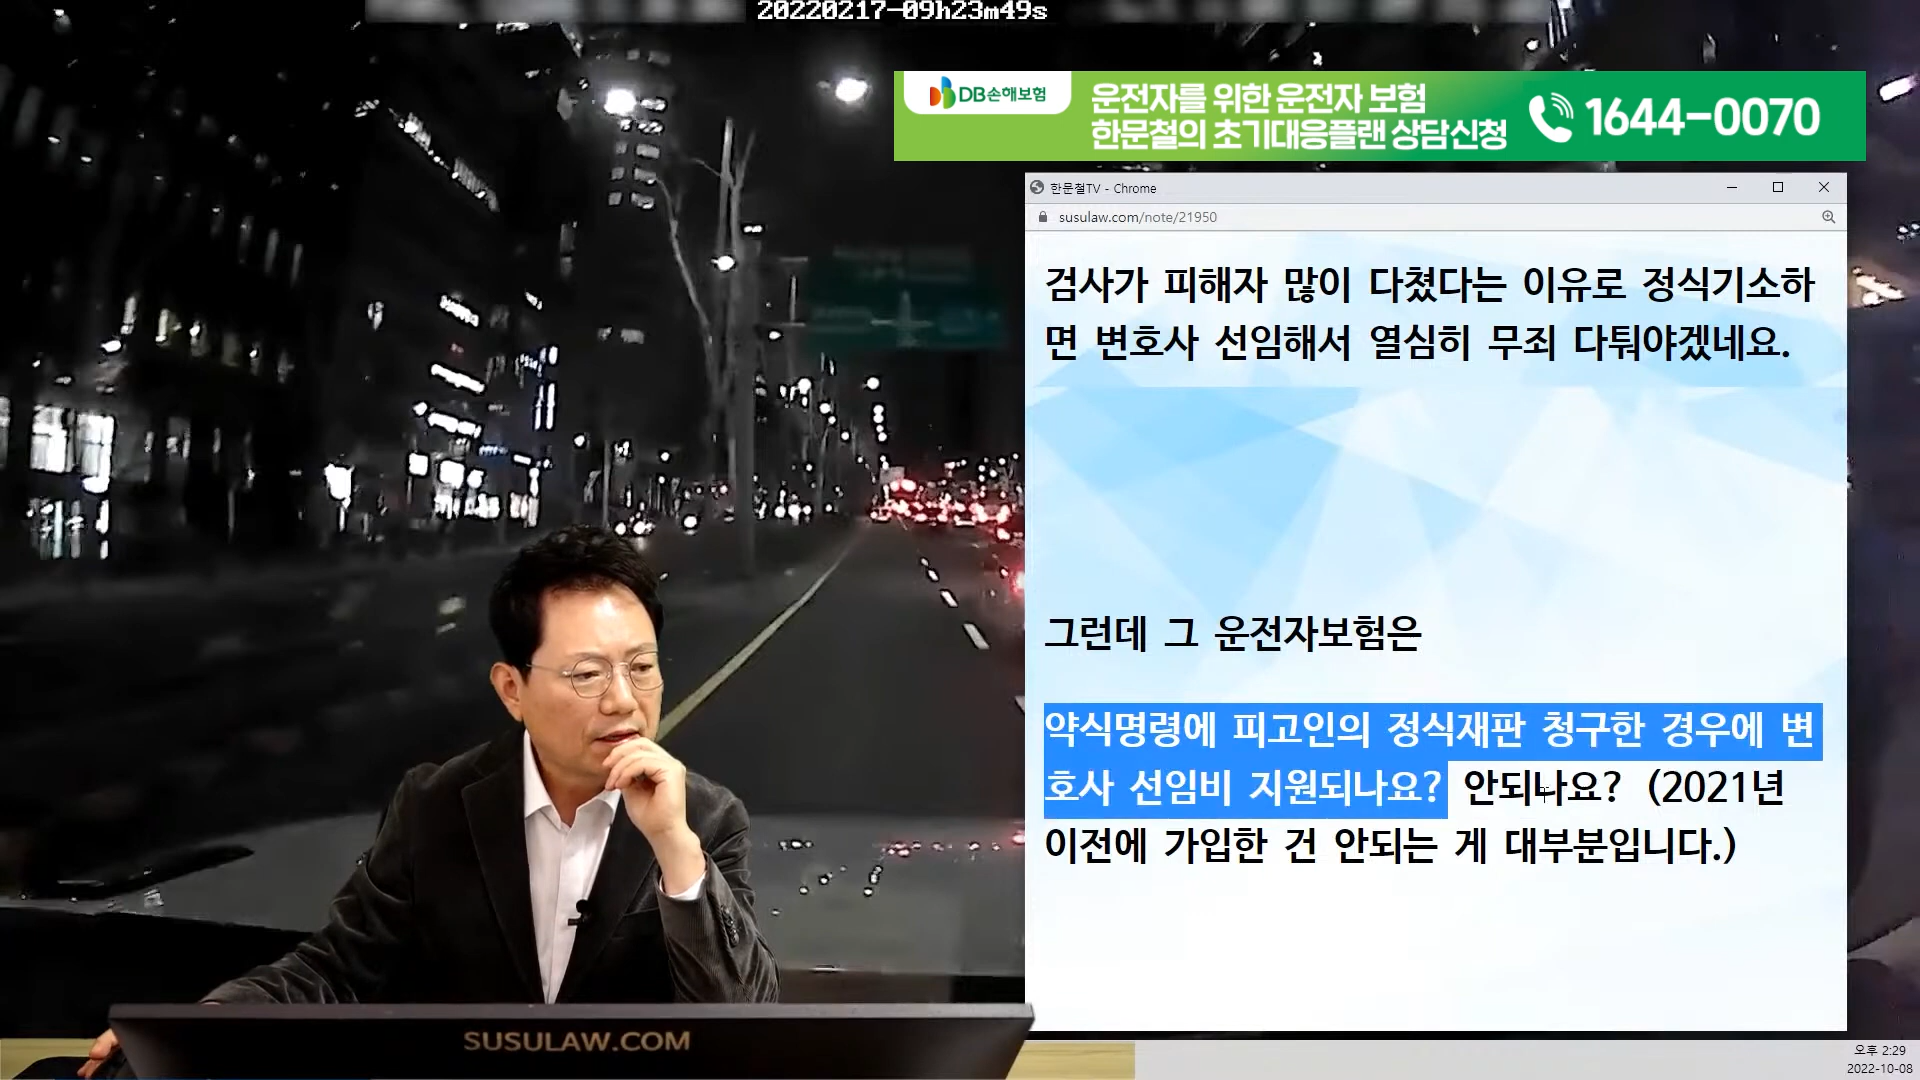 20220217-09h23m49s
DB손해보험
운전자를 위한 운전자 보험
한문철의 초기대응플랜 상담신청
1644-0070
한문철TV - Chrome
susulaw.com/note/21950
검사가 피해자 많이 다쳤다는 이유로 정식기소하
면 변호사 선임해서 열심히 무죄 다퉈야겠네요.
그런데 그 운전자보험은
약식명령에 피고인의 정식재판 청구한 경우에 변
호사 선임비 지원되나요? 안되나요? (2021년
이전에 가입한 건 안되는 게 대부분입니다.)
SUSULAW.COM
오후 2:29
2022-10-08